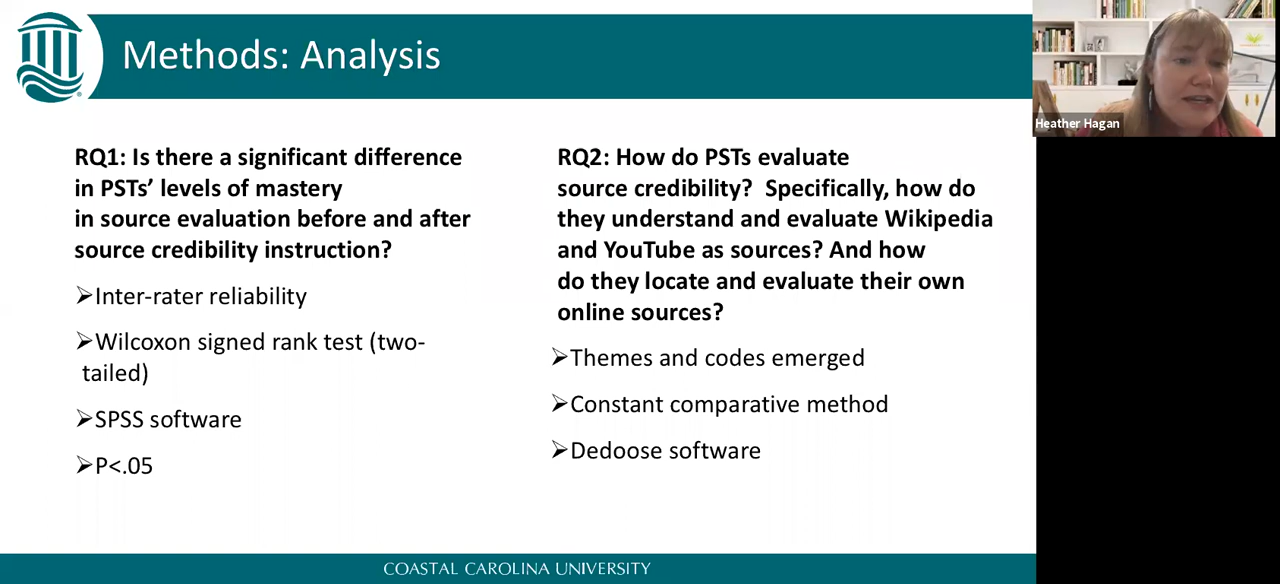 Methods: Analysis
Heather Hagan
RQ1: Is there a significant difference
in PSTs’ levels of mastery
in source evaluation before and after
source credibility instruction?
➢Inter-rater reliability
➢Wilcoxon signed rank test (two-
tailed)
➢SPSS software
➢P<.05
RQ2: How do PSTs evaluate
source credibility?  Specifically, how do
they understand and evaluate Wikipedia
and YouTube as sources? And how
do they locate and evaluate their own
online sources?
➢Themes and codes emerged
➢Constant comparative method
➢Dedoose software
COASTAL CAROLINA UNIVERSITY